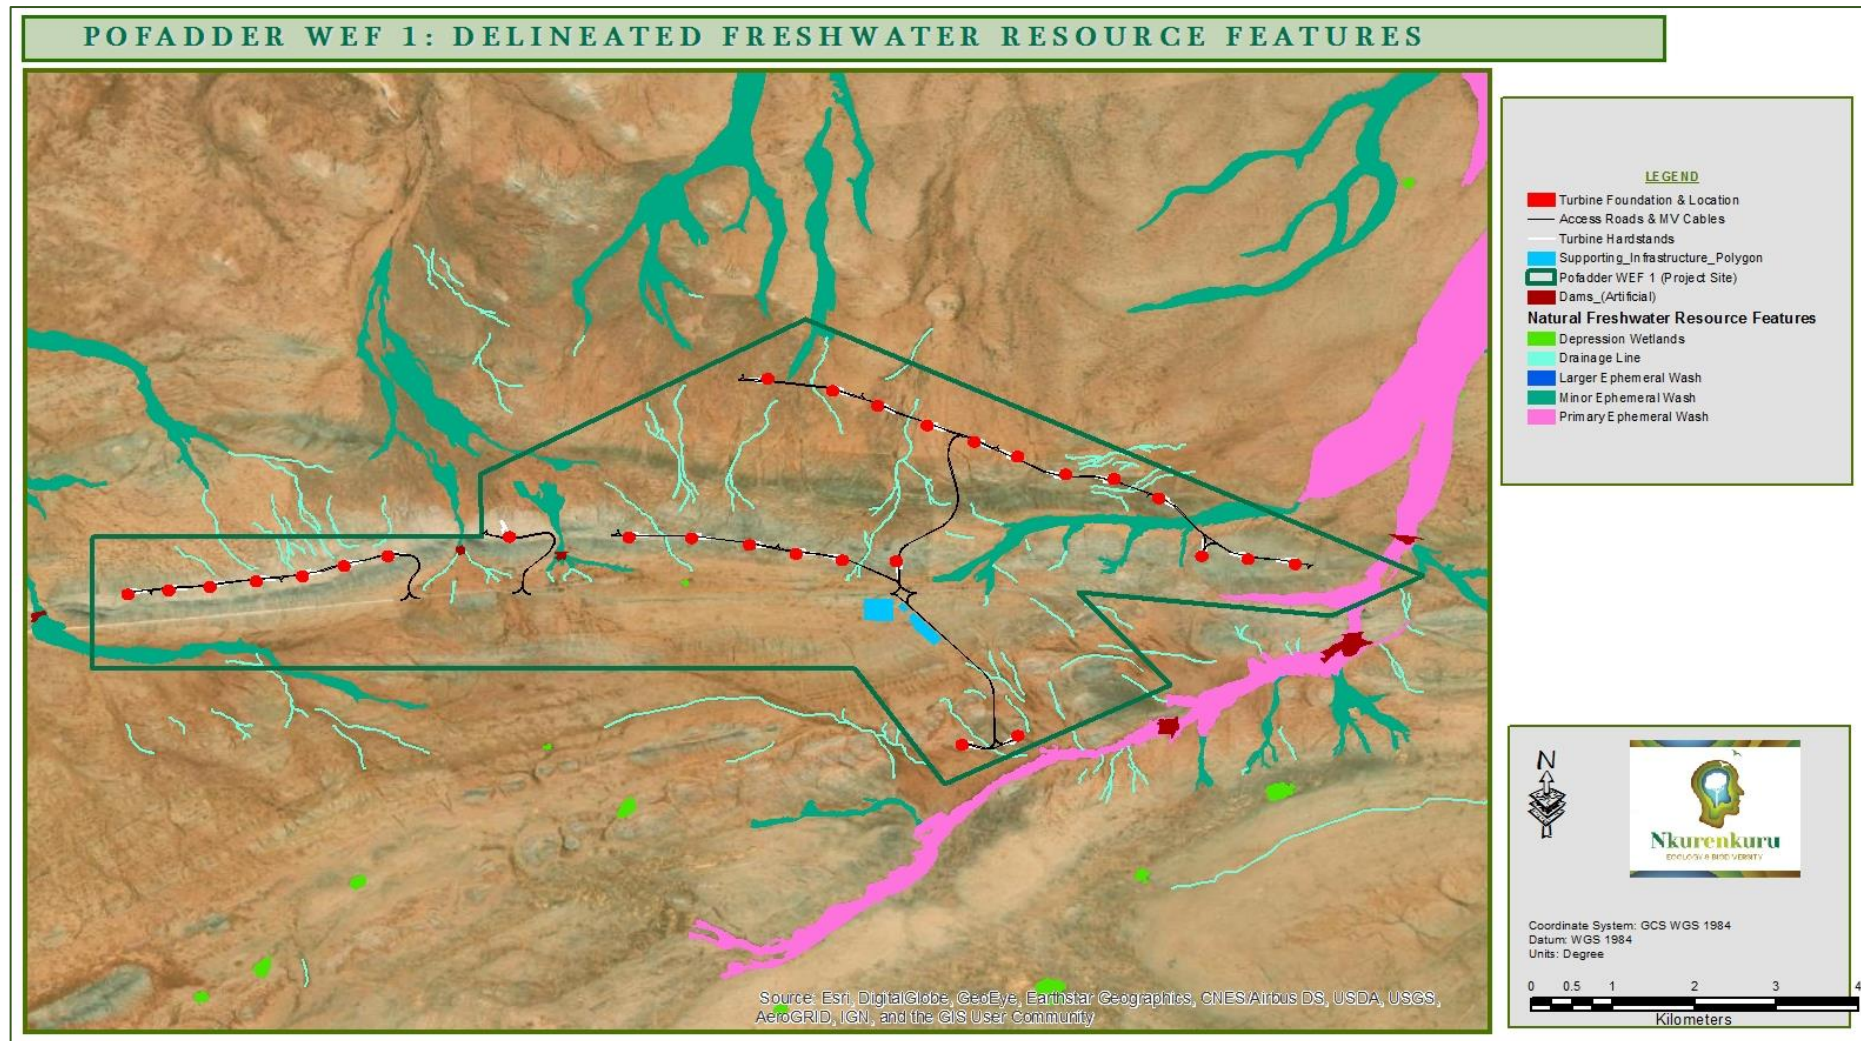 POFADDER WEF 1: DELINEATED FRESHWATER RESOURCE FEATURES
LEGEND
Turbine Foundation & Location
Access Roads & MV Cables
Turbine Hardstands
Supporting_Infrastructure_Polygon
Pofadder WEF 1 (Project Site)
Dams_(Artificial)
Natural Freshwater Resource Features
Depression Wetlands
Drainage Line
Larger Ephemeral Wash
Minor Ephemeral Wash
Primary Ephemeral Wash
N
Nkurenkuru
ECOLOGY & BIODIVERSITY
Coordinate System: GCS WGS 1984
Datum: WGS 1984
Units: Degree
0 0.5 1 2 3 4
Kilometers
Source: Esri, DigitalGlobe, GeoEye, Earthstar Geographics, CNES/Airbus DS, USDA, USGS,
AeroGRID, IGN, and the GIS User Community